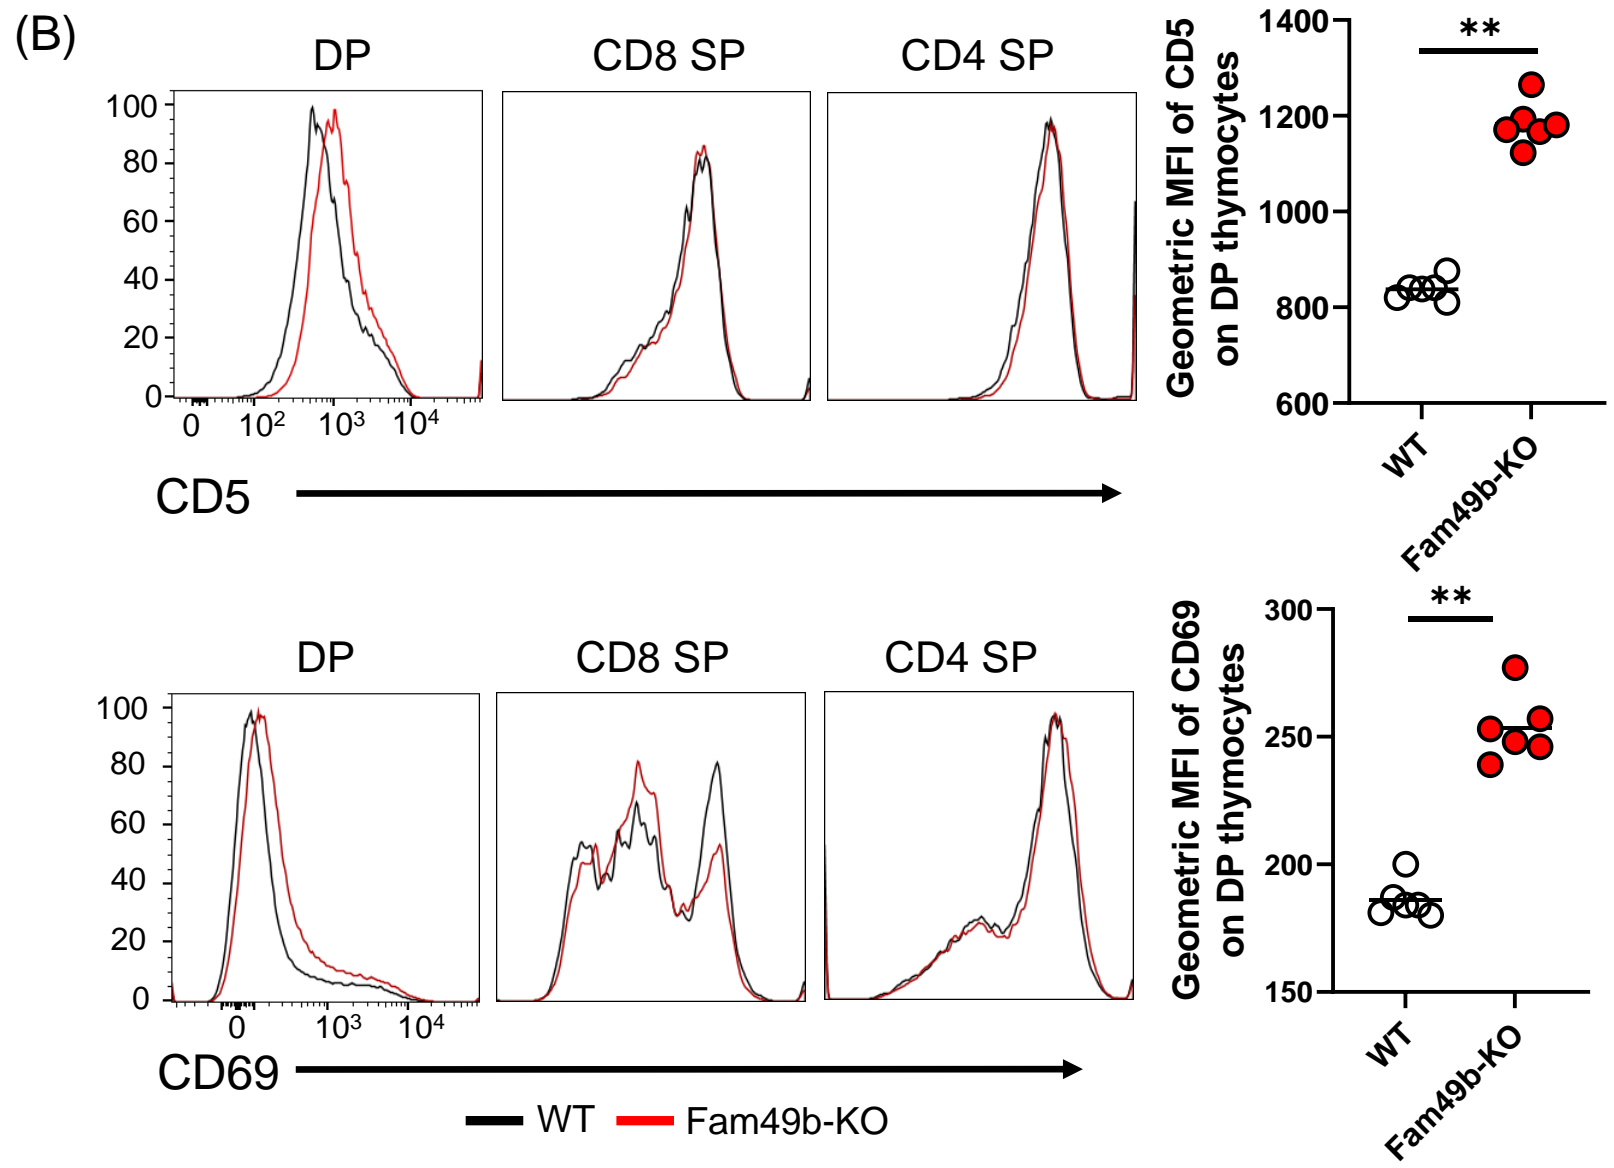 (B)
DP
CD8 SP
CD4 SP
100
80
60
40
20
0
0 10² 10³ 10⁴
CD5
Geometric MFI of CD5
on DP thymocytes
1400
1200
1000
800
600
**
WT
Fam49b-KO
DP
CD8 SP
CD4 SP
100
80
60
40
20
0
0 10³ 10⁴
CD69
Geometric MFI of CD69
on DP thymocytes
300
250
200
150
**
WT
Fam49b-KO
WT Fam49b-KO